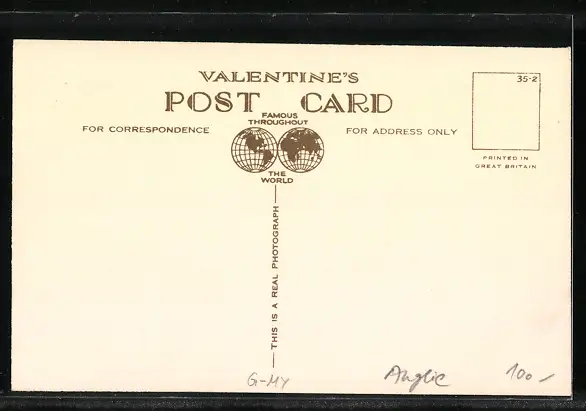 VALENTINE'S
POST CARD
FAMOUS
THROUGHOUT
THE
WORLD
FOR CORRESPONDENCE
FOR ADDRESS ONLY
35-2
PRINTED IN
GREAT BRITAIN
THIS IS A REAL PHOTOGRAPH
G-MY
Anglie
100,-